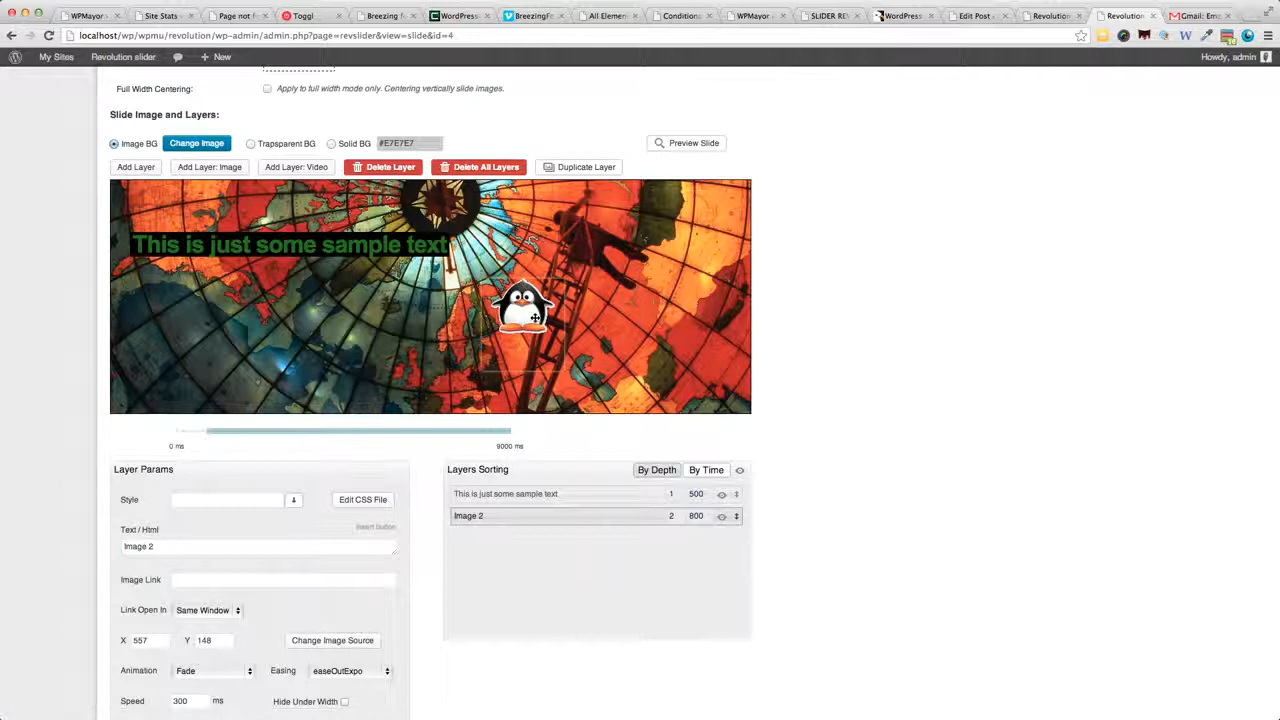 WPMayor
Site Stats
Page not f
Toggl
Breezing f
WordPress
BreezingFo
All Elemen
Conditiona
WPMayor
SLIDER REV
WordPress
Edit Post
Revolution
Revolution
Gmail: Ema
localhost/wp/wpmu/revolution/wp-admin/admin.php?page=revslider&view=slide&id=4
My Sites
Revolution slider
+ New
Howdy, admin
Full Width Centering:
Apply to full width mode only. Centering vertically slide images.
Slide Image and Layers:
Image BG
Change Image
Trapsparent BG
Solid BG
#E7E7E7
Preview Slide
Add Layer
Add Layer: Image
Add Layer: Video
Delete Layer
Delete All Layers
Duplicate Layer
This is just some sample text
0 ms
9000 ms
Layer Params
Style
Edit CSS File
Text / Html
insert button
Image 2
Image Link
Link Open In
Same Window
X 557
Y 148
Change Image Source
Animation
Fade
Easing
easeOutExpo
Speed
300 ms
Hide Under Width
Layers Sorting
By Depth
By Time
This is just some sample text 1 500
Image 2 2 800